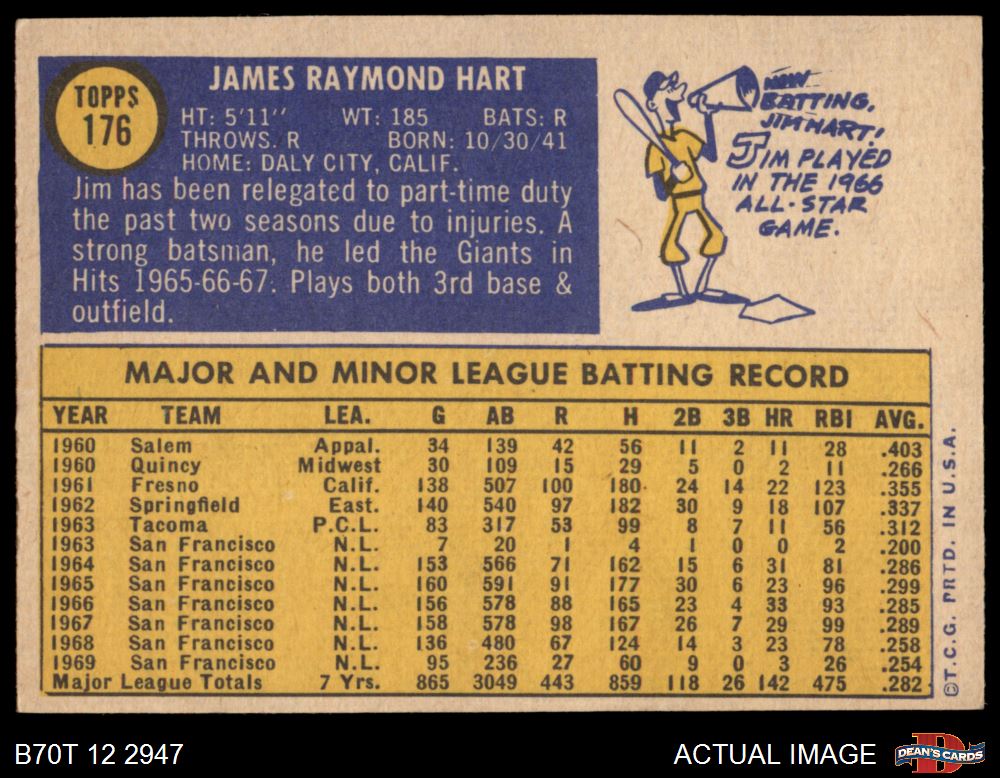 TOPPS
176
JAMES RAYMOND HART
HT: 5'11" WT: 185 BATS: R
THROWS. R BORN: 10/30/41
HOME: DALY CITY, CALIF.
Jim has been relegated to part-time duty
the past two seasons due to injuries. A
strong batsman, he led the Giants in
Hits 1965-66-67. Plays both 3rd base &
outfield.
NOW
BATTING,
JIM HART!
JIM PLAYED
IN THE 1966
ALL-STAR
GAME.
MAJOR AND MINOR LEAGUE BATTING RECORD
YEAR TEAM LEA. G AB R H 2B 3B HR RBI AVG.
1960 Salem Appal. 34 139 42 56 11 2 11 28 .403
1960 Quincy Midwest 30 109 15 29 5 0 2 11 .266
1961 Fresno Calif. 138 507 100 180 24 14 22 123 .355
1962 Springfield East. 140 540 97 182 30 9 18 107 .337
1963 Tacoma P.C.L. 83 317 53 99 8 7 11 56 .312
1963 San Francisco N.L. 7 20 1 4 1 0 0 2 .200
1964 San Francisco N.L. 153 566 71 162 15 6 31 81 .286
1965 San Francisco N.L. 160 591 91 177 30 6 23 96 .299
1966 San Francisco N.L. 156 578 88 165 23 4 33 93 .285
1967 San Francisco N.L. 158 578 98 167 26 7 29 99 .289
1968 San Francisco N.L. 136 480 67 124 14 3 23 78 .258
1969 San Francisco N.L. 95 236 27 60 9 0 3 26 .254
Major League Totals 7 Yrs. 865 3049 443 859 118 26 142 475 .282
©T.C.G. PRTD. IN U.S.A.
B70T 12 2947
ACTUAL IMAGE
DEAN'S CARDS